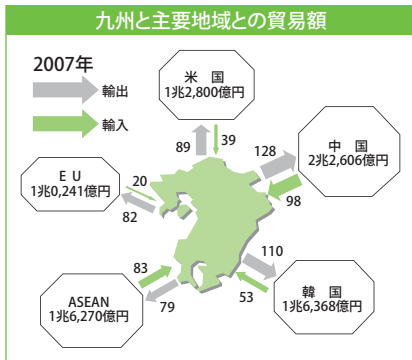 九州と主要地域との貿易額
2007年
輸出
輸入
米 国
1兆2,800億円
89
39
中 国
2兆2,606億円
128
98
E U
1兆0,241億円
20
82
ASEAN
1兆6,270億円
83
79
韓 国
1兆6,368億円
110
53